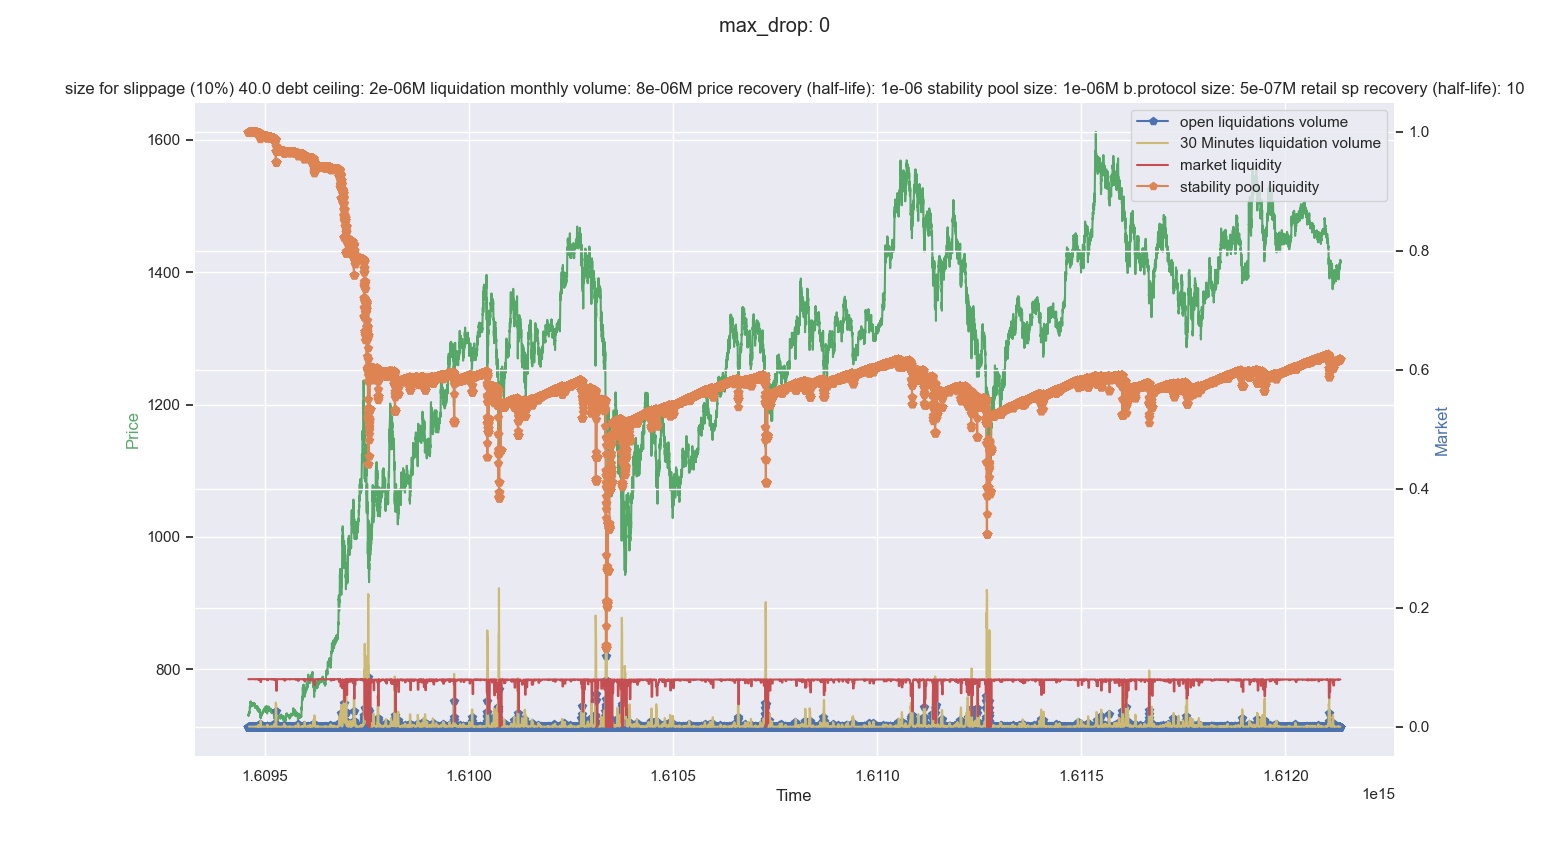 max_drop: 0
size for slippage (10%) 40.0 debt ceiling: 2e-06M liquidation monthly volume: 8e-06M price recovery (half-life): 1e-06 stability pool size: 1e-06M b.protocol size: 5e-07M retail sp recovery (half-life): 10
open liquidations volume
30 Minutes liquidation volume
market liquidity
stability pool liquidity
1600
1400
1200
1000
800
Price
1.0
0.8
0.6
0.4
0.2
0.0
Market
1.6095 1.6100 1.6105 1.6110 1.6115 1.6120
Time
1e15